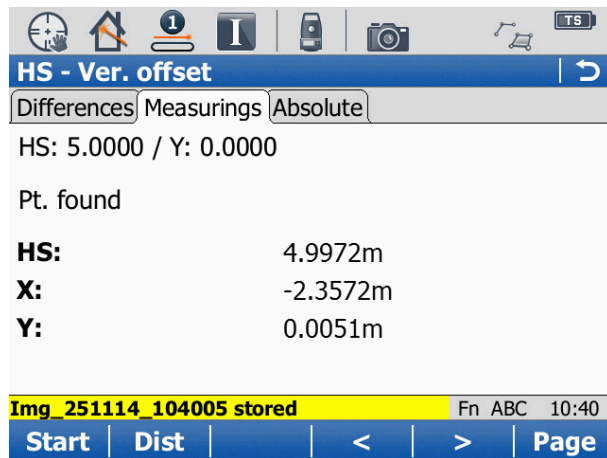 1
I
TS
HS - Ver. offset
Differences Measurings Absolute
HS: 5.0000 / Y: 0.0000
Pt. found
HS: 4.9972m
X: -2.3572m
Y: 0.0051m
Img_251114_104005 stored Fn ABC 10:40
Start Dist < > Page